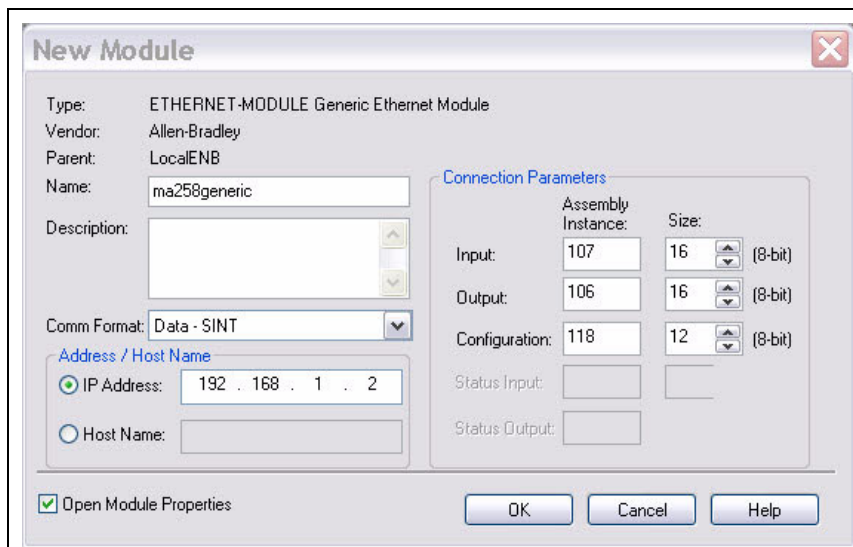 New Module
Type: ETHERNET-MODULE Generic Ethernet Module
Vendor: Allen-Bradley
Parent: LocalENB
Name: ma258generic
Description:
Comm Format: Data - SINT
Address / Host Name
IP Address: 192 . 168 . 1 . 2
Host Name:
Connection Parameters
Assembly
Instance: Size:
Input: 107 16 (8-bit)
Output: 106 16 (8-bit)
Configuration: 118 12 (8-bit)
Status Input:
Status Output:
Open Module Properties
OK Cancel Help